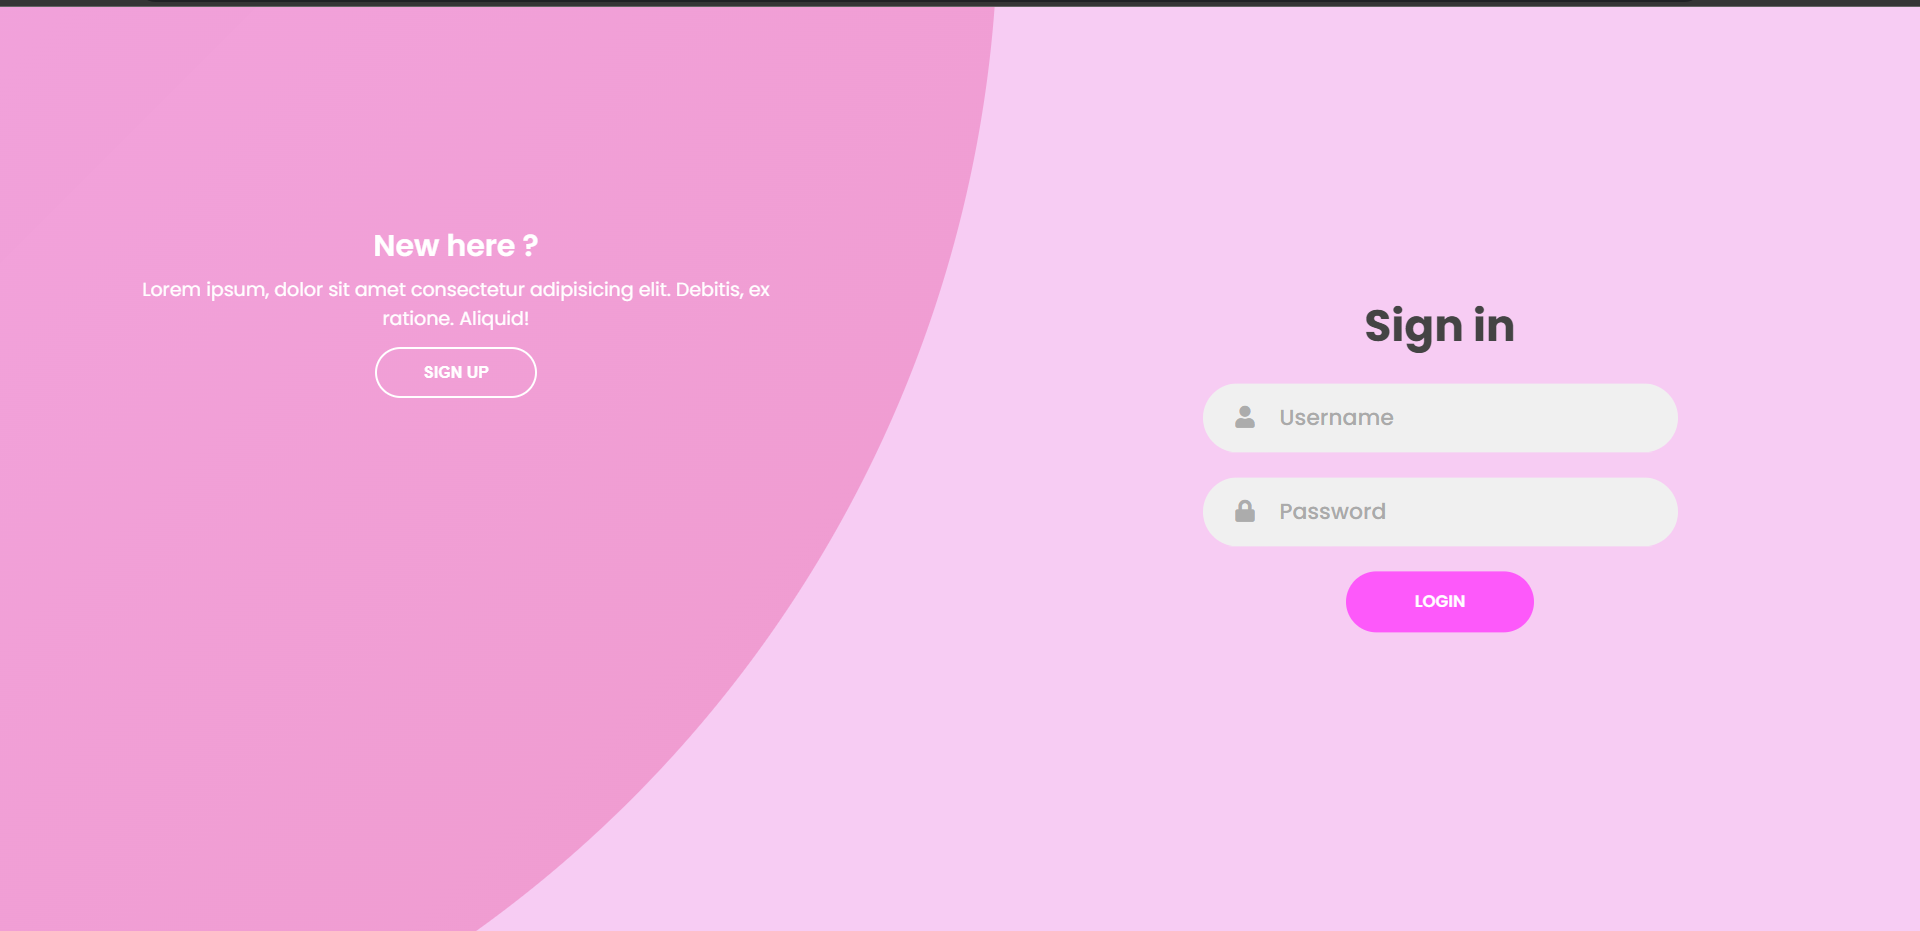 New here ?
Lorem ipsum, dolor sit amet consectetur adipisicing elit. Debitis, ex
ratione. Aliquid!
SIGN UP
Sign in
Username
Password
LOGIN